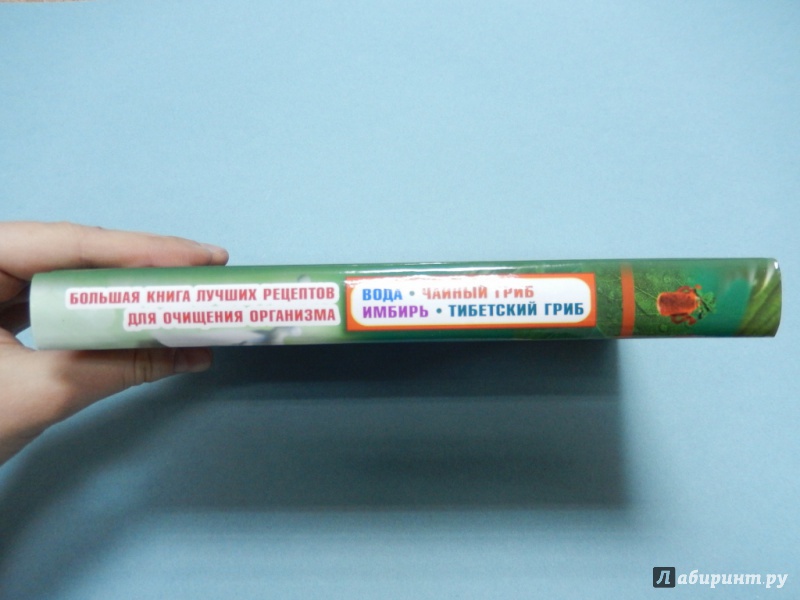 БОЛЬШАЯ КНИГА ЛУЧШИХ РЕЦЕПТОВ
ДЛЯ ОЧИЩЕНИЯ ОРГАНИЗМА
ВОДА • ЧАЙНЫЙ ГРИБ
ИМБИРЬ • ТИБЕТСКИЙ ГРИБ
Лабиринт.ру